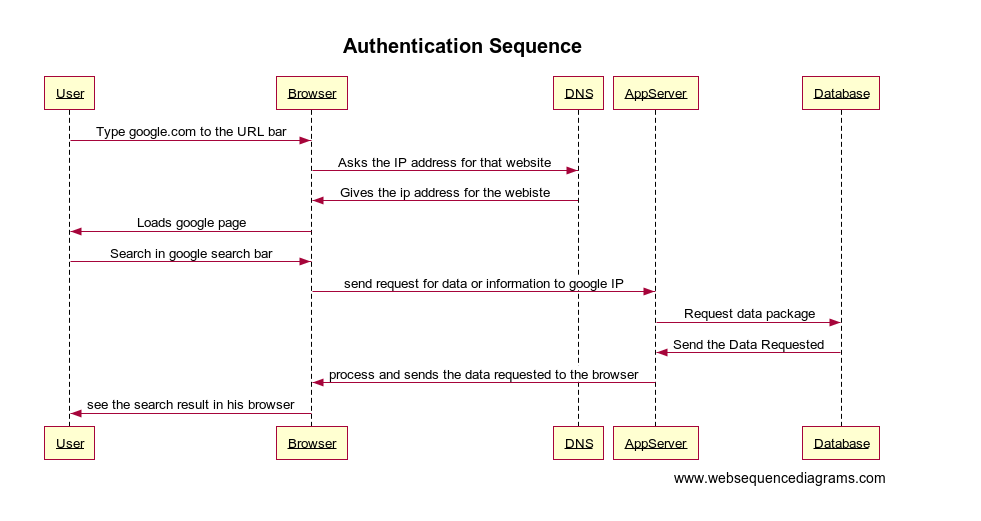 Authentication Sequence
User Browser DNS AppServer Database
Type google.com to the URL bar
Asks the IP address for that website
Gives the ip address for the webiste
Loads google page
Search in google search bar
send request for data or information to google IP
Request data package
Send the Data Requested
process and sends the data requested to the browser
see the search result in his browser
User Browser DNS AppServer Database
www.websequencediagrams.com